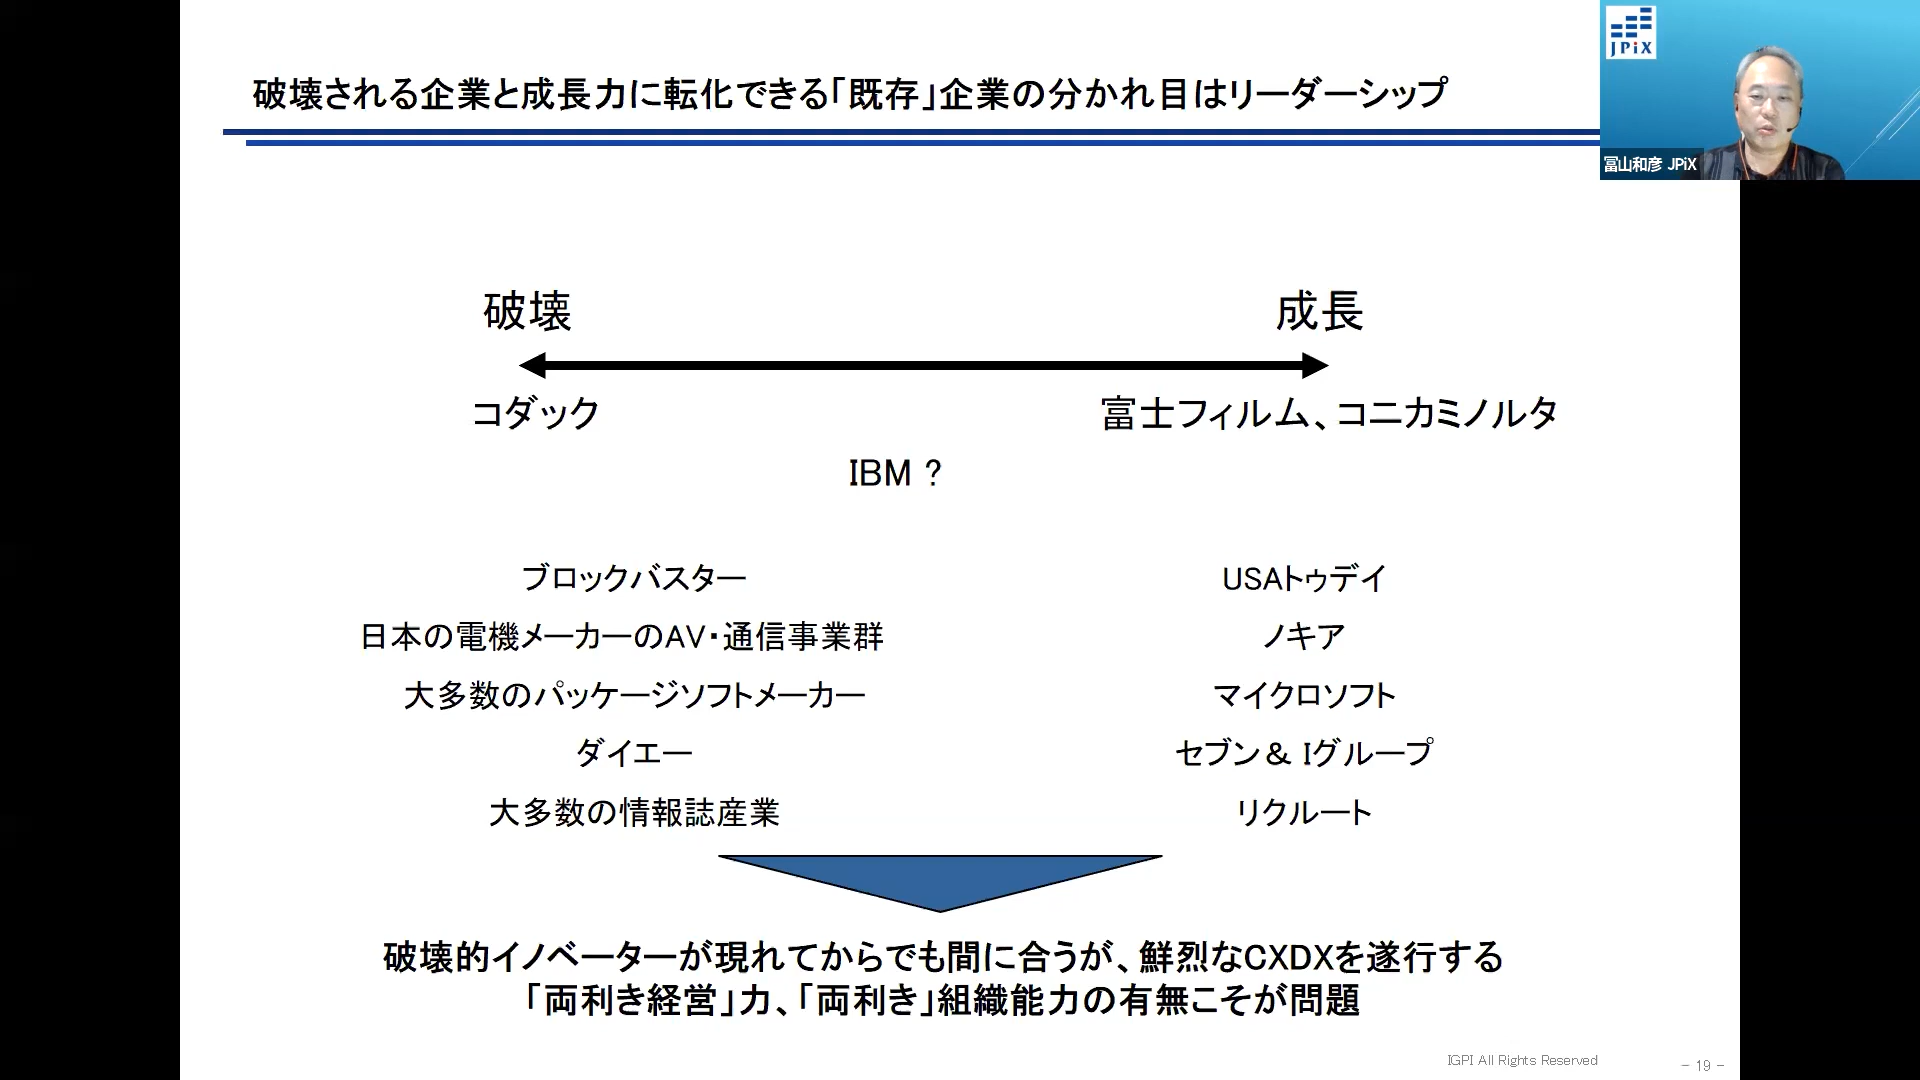 破壊される企業と成長力に転化できる「既存」企業の分かれ目はリーダーシップ
JPiX
冨山和彦 JPiX
破壊
成長
コダック
富士フィルム、コニカミノルタ
IBM ?
ブロックバスター
USAトゥデイ
日本の電機メーカーのAV・通信事業群
ノキア
大多数のパッケージソフトメーカー
マイクロソフト
ダイエー
セブン& Iグループ
大多数の情報誌産業
リクルート
破壊的イノベーターが現れてからでも間に合うが、鮮烈なCXDXを遂行する
「両利き経営」力、「両利き」組織能力の有無こそが問題
IGPI All Rights Reserved
- 19 -